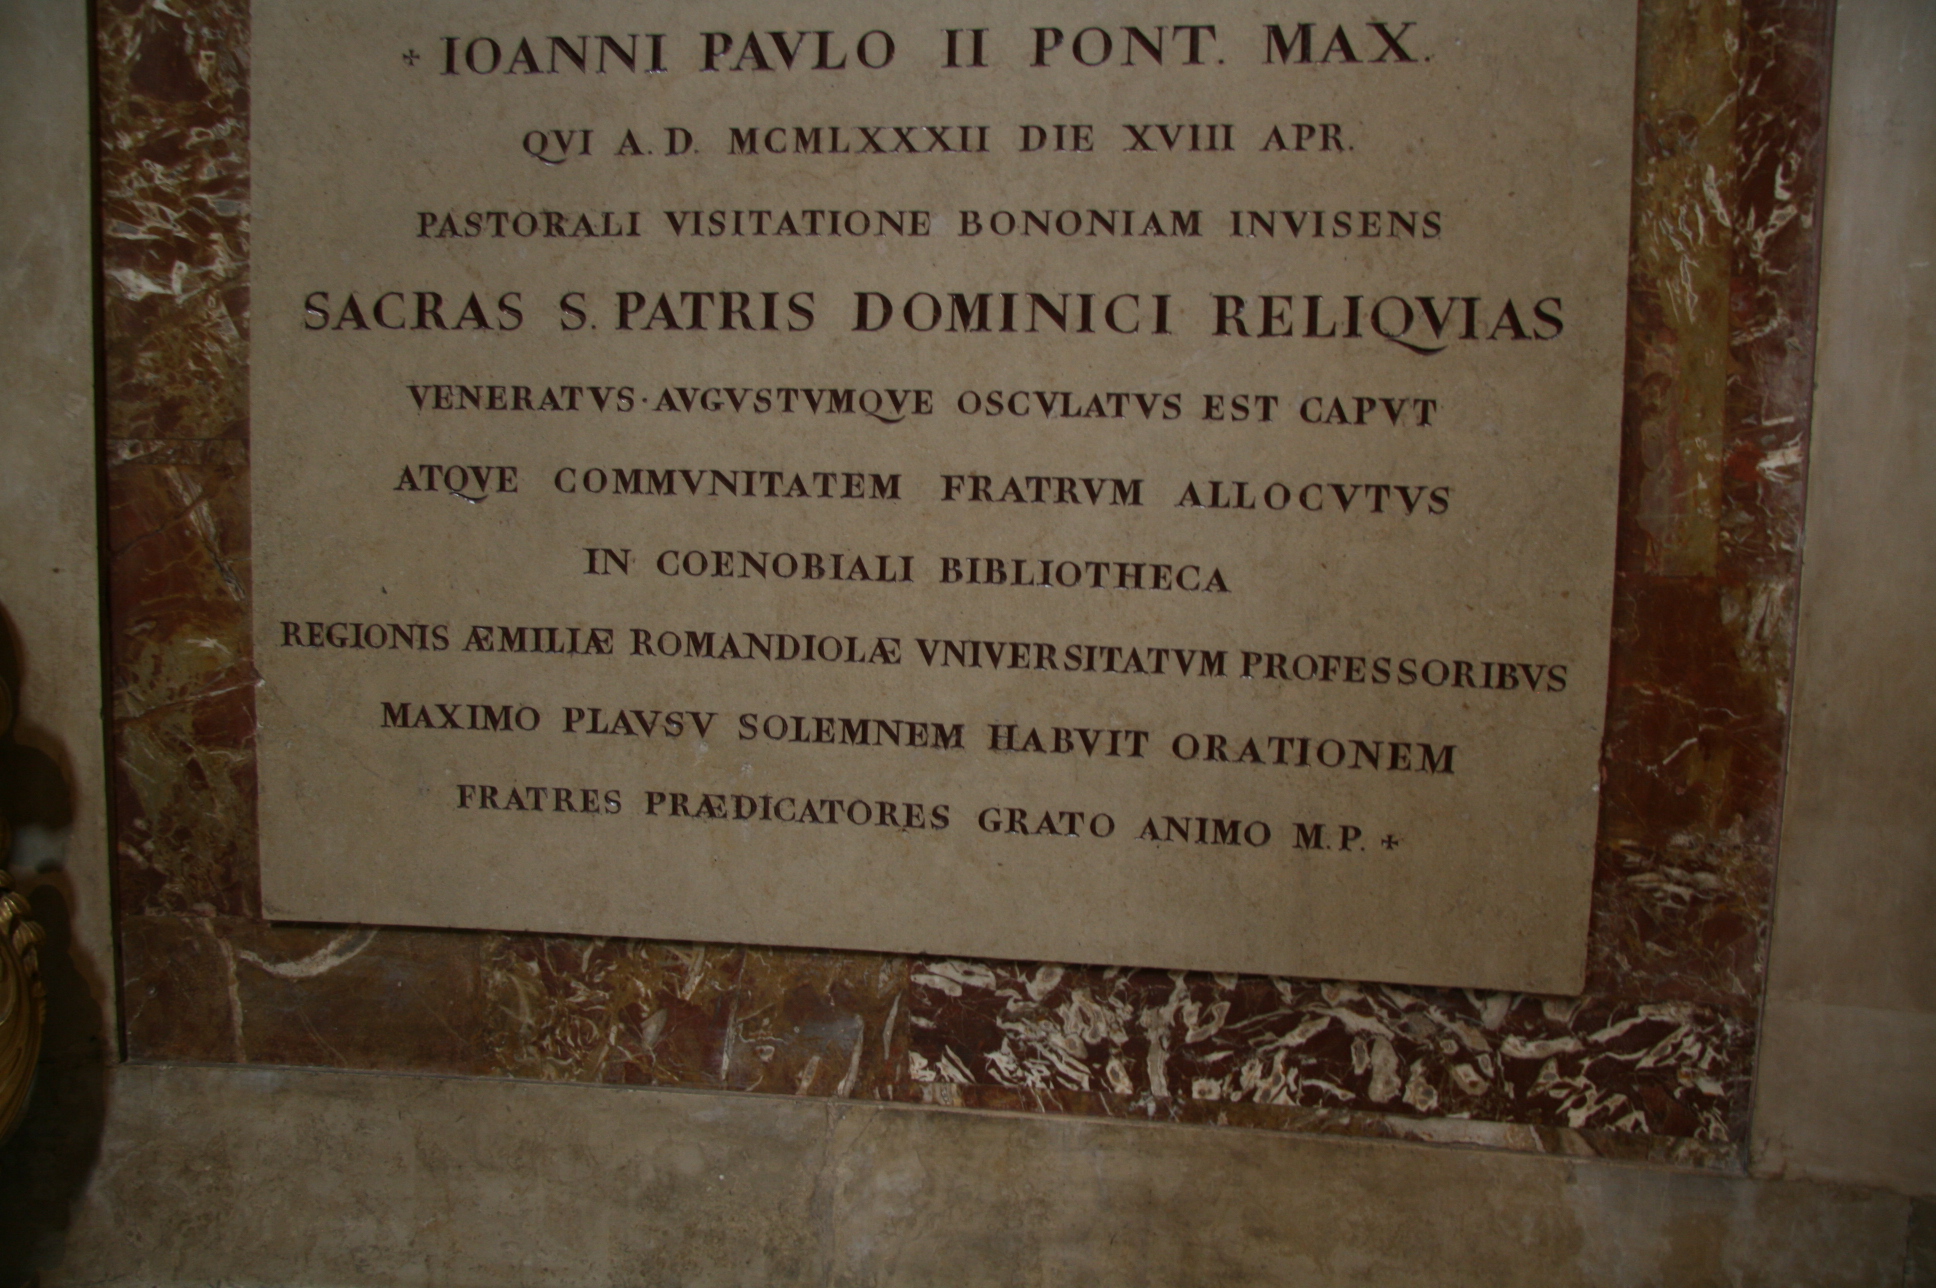 + IOANNI PAVLO II PONT. MAX.
QVI A. D. MCMLXXXII DIE XVIII APR.
PASTORALI VISITATIONE BONONIAM INVISENS
SACRAS S. PATRIS DOMINICI RELIQVIAS
VENERATVS · AVGVSTVMQVE OSCVLATVS EST CAPVT
ATQVE COMMVNITATEM FRATRVM ALLOCVTVS
IN COENOBIALI BIBLIOTHECA
REGIONIS ÆMILIÆ ROMANDIOLÆ VNIVERSITATVM PROFESSORIBVS
MAXIMO PLAVSV SOLEMNEM HABVIT ORATIONEM
FRATRES PRÆDICATORES GRATO ANIMO M. P. +